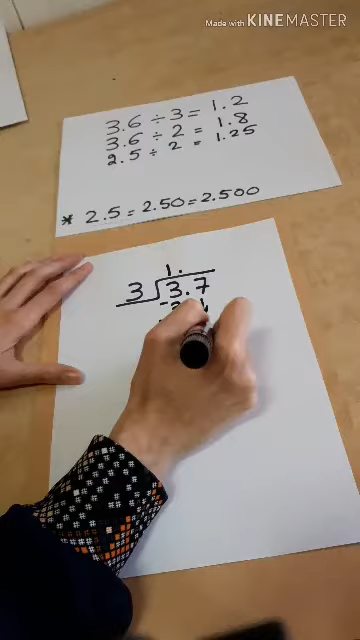 Made with KINEMASTER
3.6 ÷ 3 = 1.2
3.6 ÷ 2 = 1.8
2.5 ÷ 2 = 1.25
* 2.5 = 2.50 = 2.500
1.
3 3.7